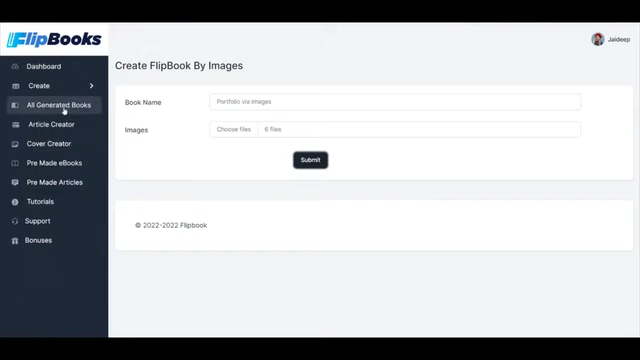 FlipBooks
Jaideep
Dashboard
Create
All Generated Books
Article Creator
Cover Creator
Pre Made eBooks
Pre Made Articles
Tutorials
Support
Bonuses
Create FlipBook By Images
Book Name
Portfolio via Images
Images
Choose files 6 files
Submit
© 2022-2022 Flipbook